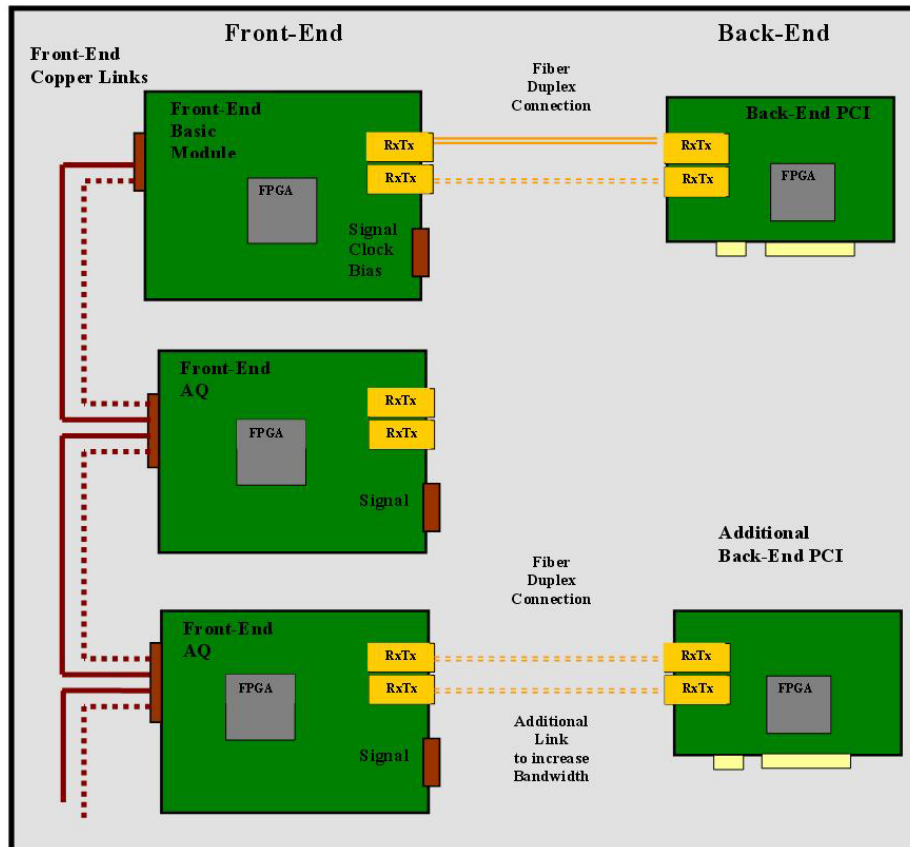 Front-End
Back-End
Front-End
Copper Links
Fiber
Duplex
Connection
Front-End
Basic
Module
RxTx
RxTx
FPGA
Signal
Clock
Bias
Back-End PCI
RxTx
RxTx
FPGA
Front-End
AQ
RxTx
RxTx
FPGA
Signal
Additional
Back-End PCI
Fiber
Duplex
Connection
Front-End
AQ
RxTx
RxTx
FPGA
Signal
RxTx
RxTx
FPGA
Additional
Link
to increase
Bandwidth